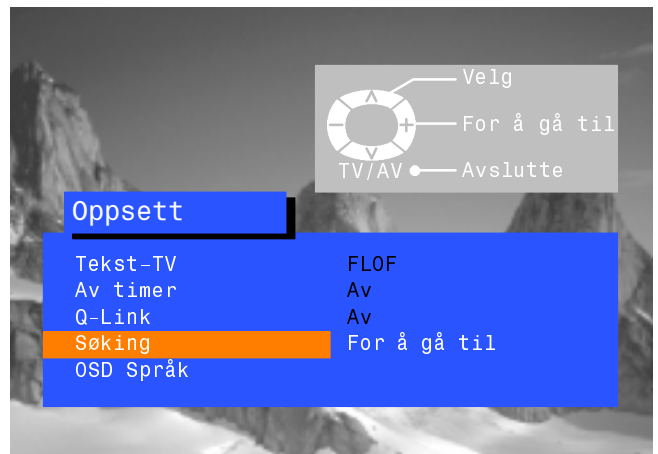 Velg
For å gå til
TV/AV Avslutte
Oppsett
Tekst-TV FLOF
Av timer Av
Q-Link Av
Søking For å gå til
OSD Språk